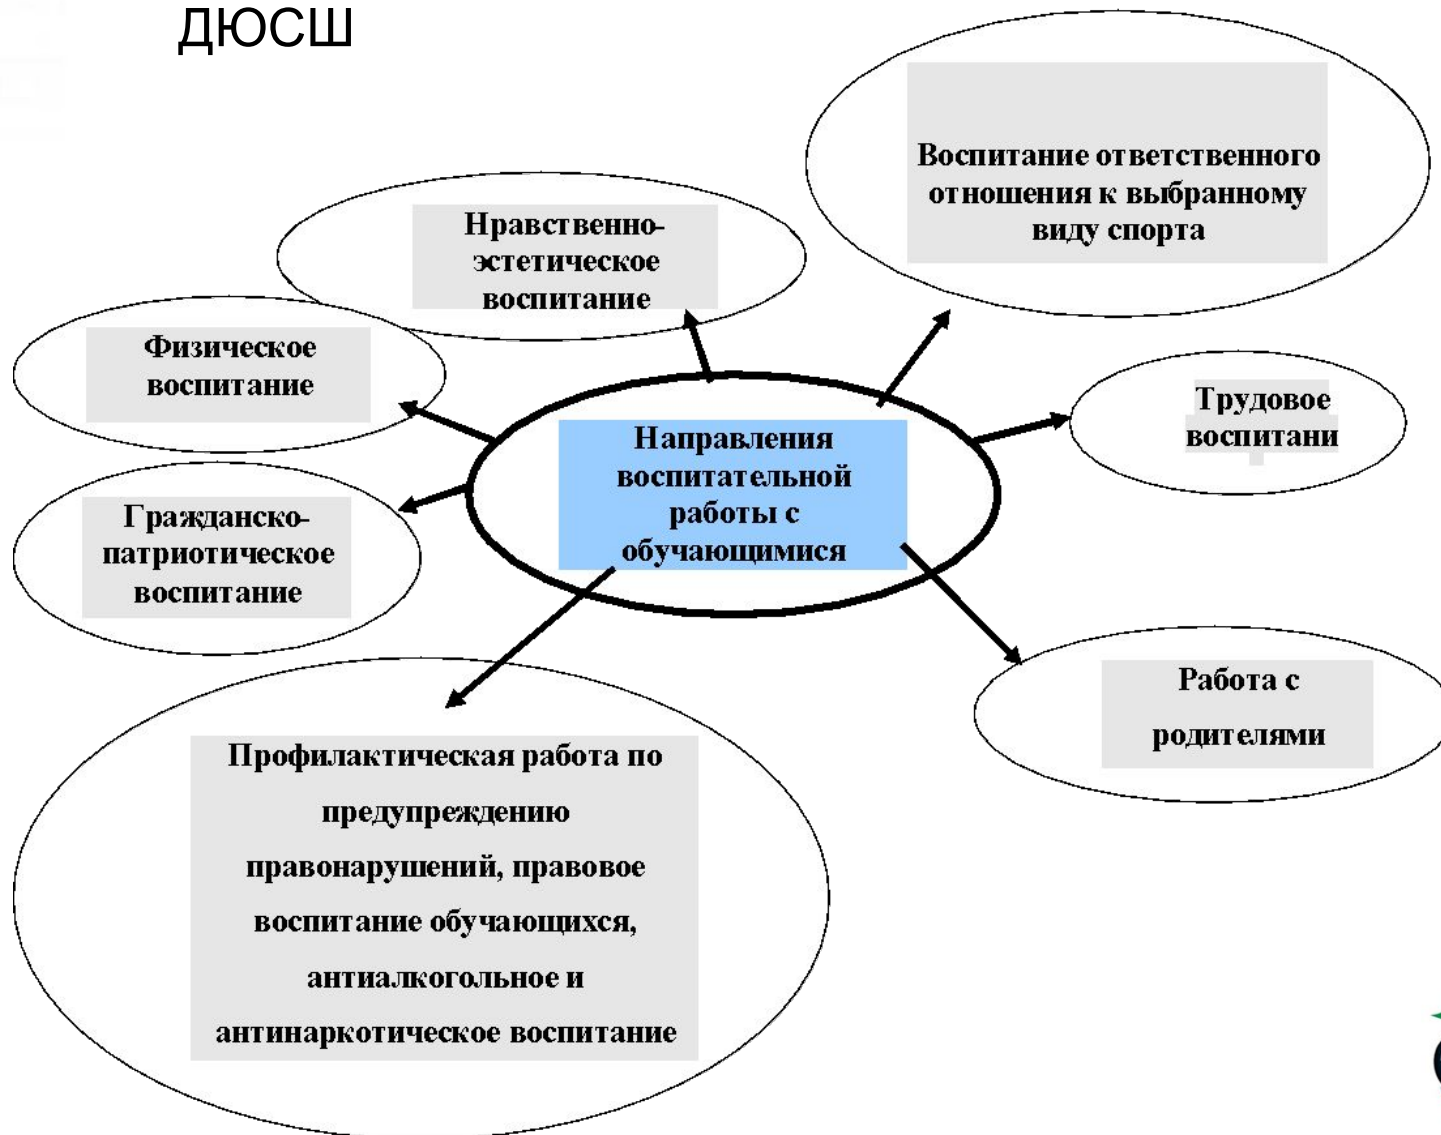 ДЮСШ
Воспитание ответственного
отношения к выбранному
виду спорта
Нравственно-
эстетическое
воспитание
Физическое
воспитание
Трудовое
воспитани
Направления
воспитательной
работы с
обучающимися
Гражданско-
патриотическое
воспитание
Работа с
родителями
Профилактическая работа по
предупреждению
правонарушений, правовое
воспитание обучающихся,
антиалкогольное и
антинаркотическое воспитание